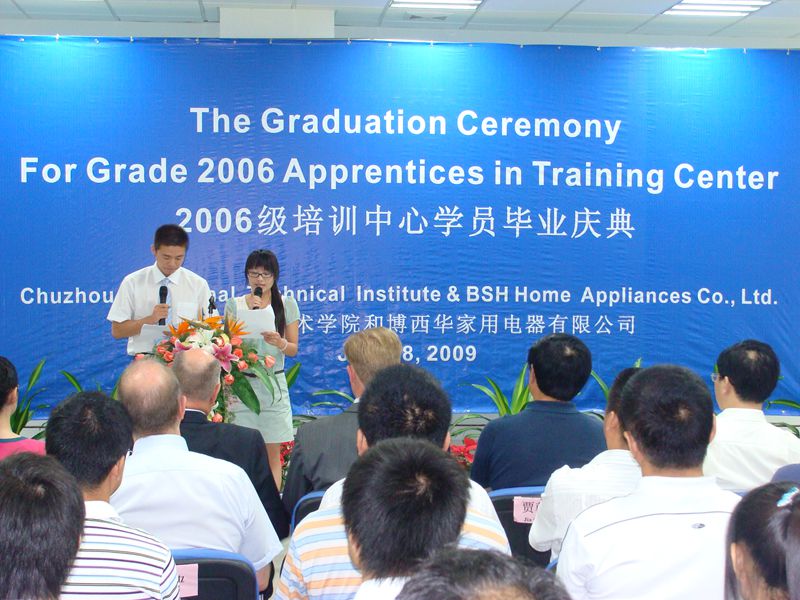 The Graduation Ceremony
For Grade 2006 Apprentices in Training Center
2006级培训中心学员毕业庆典
Chuzhou Technical Institute & BSH Home Appliances Co., Ltd.
术学院和博西华家用电器有限公司
8, 2009
贾